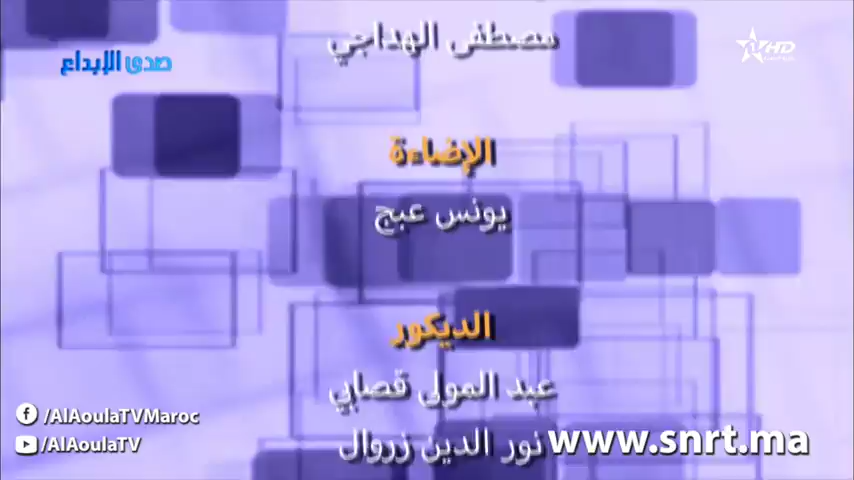 مصطفى الهداجي
HD
صدى الإبداع
الإضاءة
يونس عبج
الديكور
عبد المولى قصابي
/AlAoulaTVMaroc
نور الدين زروال
www.snrt.ma
/AlAoulaTV